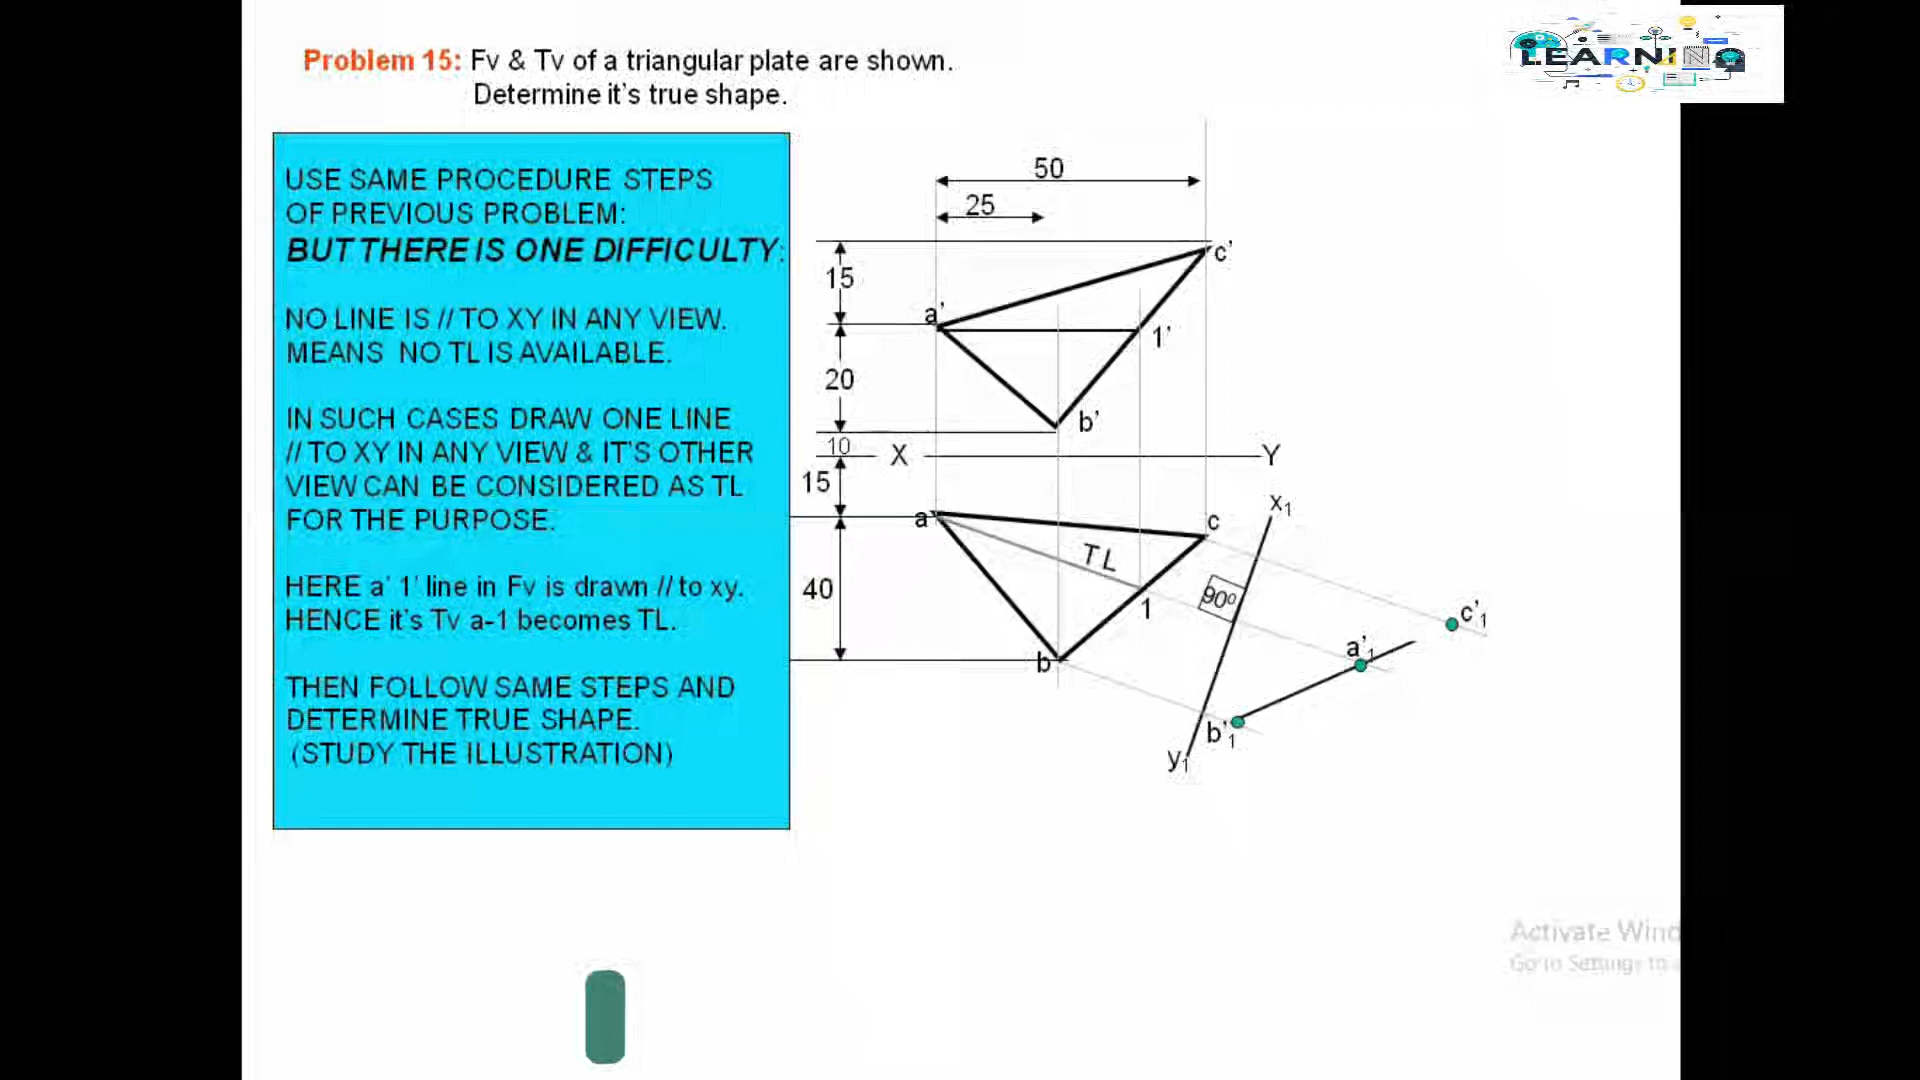 LEARNING
Problem 15: Fv & Tv of a triangular plate are shown.
Determine it's true shape.
USE SAME PROCEDURE STEPS
OF PREVIOUS PROBLEM:
BUT THERE IS ONE DIFFICULTY:
NO LINE IS // TO XY IN ANY VIEW.
MEANS NO TL IS AVAILABLE.
IN SUCH CASES DRAW ONE LINE
// TO XY IN ANY VIEW & IT'S OTHER
VIEW CAN BE CONSIDERED AS TL
FOR THE PURPOSE.
HERE a' 1' line in Fv is drawn // to xy.
HENCE it's Tv a-1 becomes TL.
THEN FOLLOW SAME STEPS AND
DETERMINE TRUE SHAPE.
(STUDY THE ILLUSTRATION)
50
25
15
c'
a'
1'
20
b'
10
X
Y
15
a
c
x1
TL
40
90º
1
c'1
a'1
b
b'1
y1
Activate Wind
Go to Settings to a